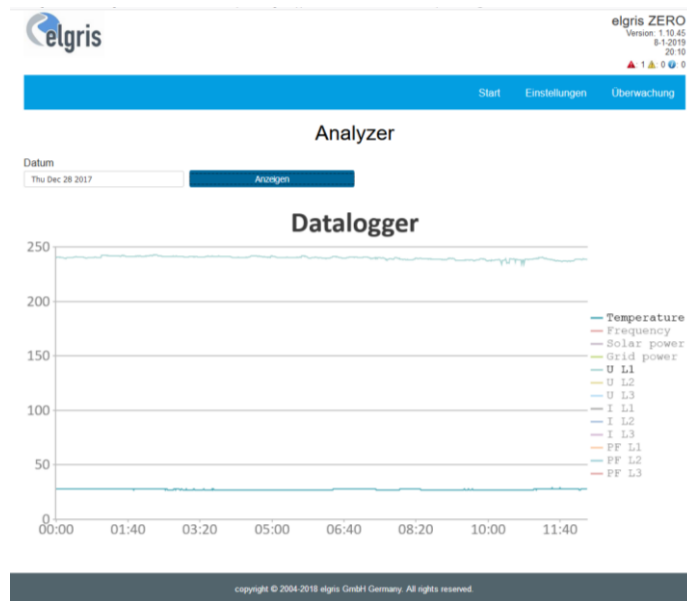 elgris
elgris ZERO
Version: 1.10.45
8-1-2019
20:10
: 1 : 0 : 0
Start Einstellungen Überwachung
Analyzer
Datum
Thu Dec 28 2017 Anzeigen
Datalogger
250
200
150
100
50
0
00:00 01:40 03:20 05:00 06:40 08:20 10:00 11:40
Temperature
Frequency
Solar power
Grid power
U L1
U L2
U L3
I L1
I L2
I L3
PF L1
PF L2
PF L3
copyright © 2004-2018 elgris GmbH Germany. All rights reserved.